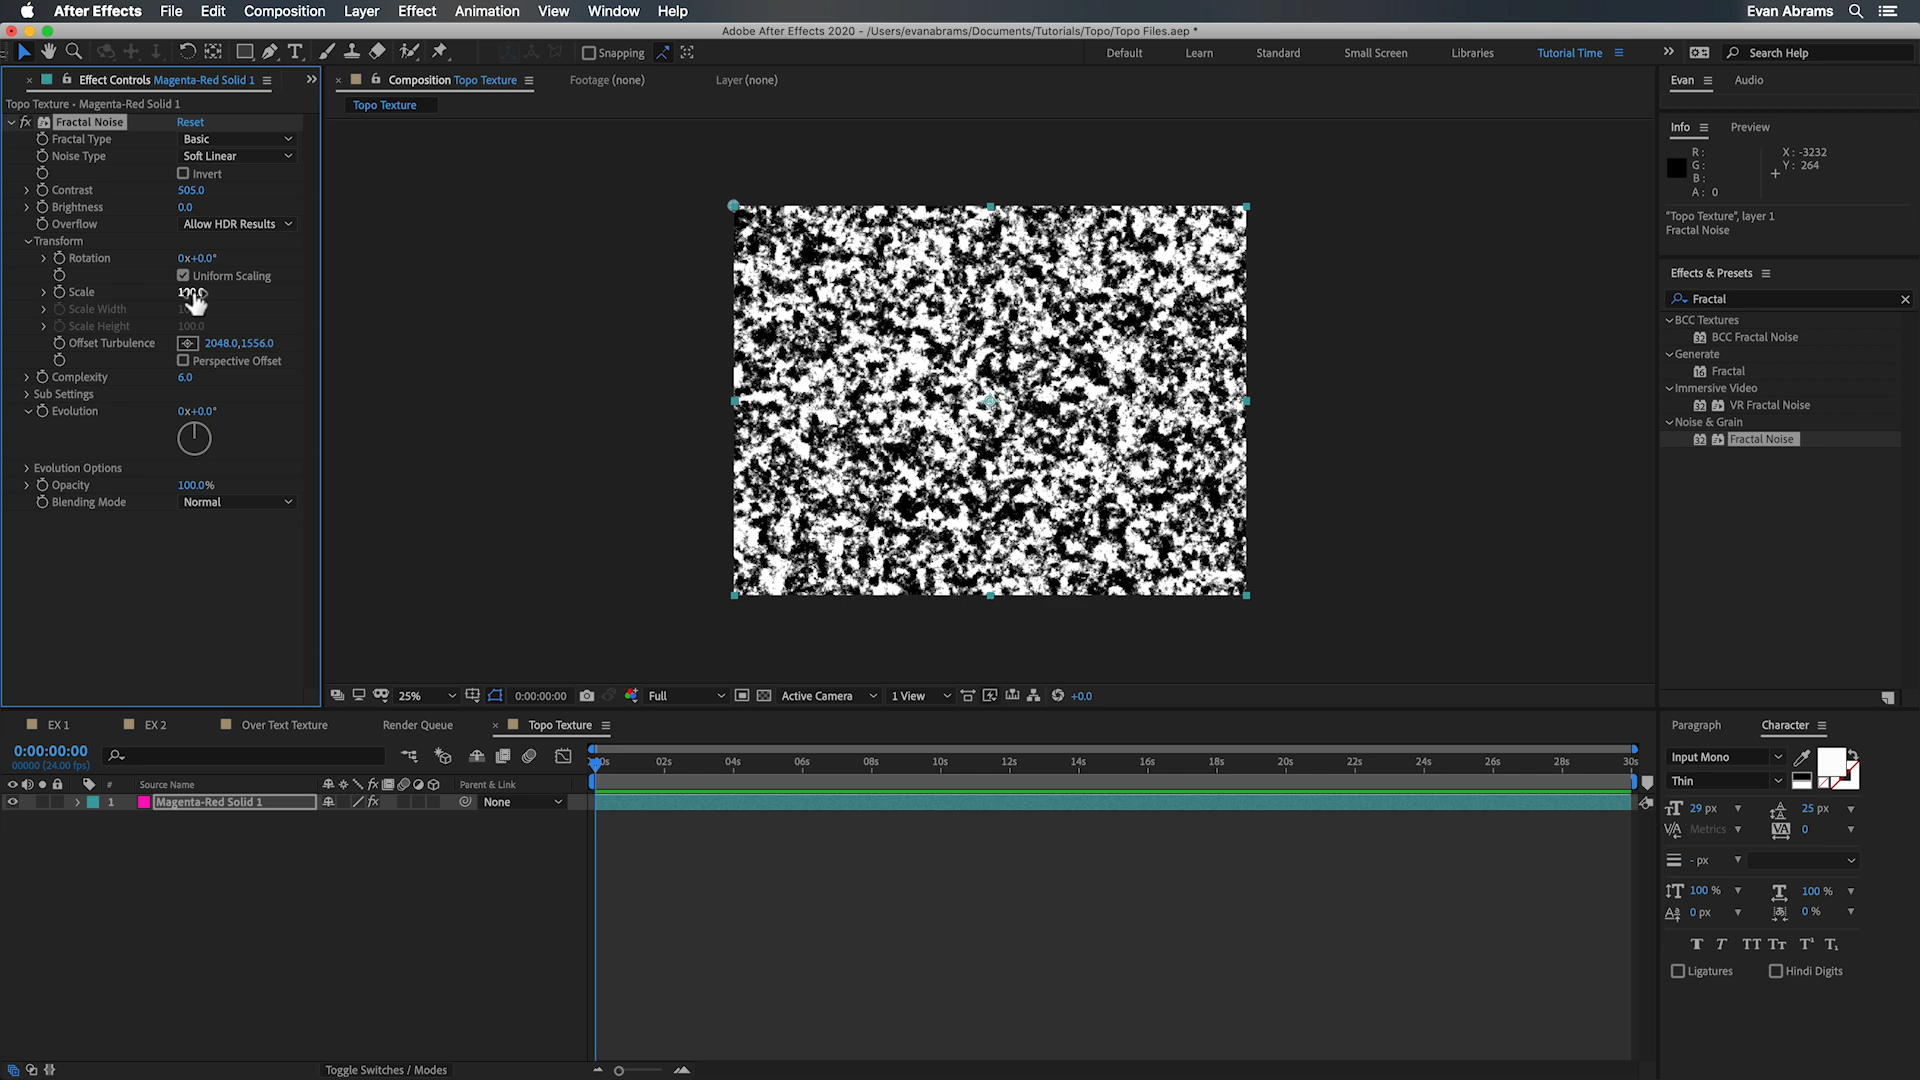 After Effects File Edit Composition Layer Effect Animation View Window Help Evan Abrams
Adobe After Effects 2020 - /Users/evanabrams/Documents/Tutorials/Topo/Topo Files.aep *
Snapping Default Learn Standard Small Screen Libraries Tutorial Time Search Help
Effect Controls Magenta-Red Solid 1 Composition Topo Texture Footage (none) Layer (none) Evan Audio
Topo Texture • Magenta-Red Solid 1 Topo Texture
fx Fractal Noise Reset
Fractal Type Basic
Noise Type Soft Linear
Invert
Contrast 505.0
Brightness 0.0
Overflow Allow HDR Results
Transform
Rotation 0x+0.0°
Uniform Scaling
Scale
Scale Width
Scale Height 100.0
Offset Turbulence 2048.0,1556.0
Perspective Offset
Complexity 6.0
Sub Settings
Evolution 0x+0.0°
Evolution Options
Opacity 100.0%
Blending Mode Normal
Info Preview
R: X: -3232
G: Y: 264
B:
A: 0
"Topo Texture", layer 1
Fractal Noise
Effects & Presets
Fractal
BCC Textures
32 BCC Fractal Noise
Generate
16 Fractal
Immersive Video
32 VR Fractal Noise
Noise & Grain
32 Fractal Noise
25% 0:00:00:00 Full Active Camera 1 View +0.0
EX 1 EX 2 Over Text Texture Render Queue Topo Texture
0:00:00:00
00000 (24.00 fps)
02s 04s 06s 08s 10s 12s 14s 16s 18s 20s 22s 24s 26s 28s 30s
# Source Name fx Parent & Link
1 Magenta-Red Solid 1 fx None
Paragraph Character
Input Mono
Thin
29 px 25 px
Metrics 0
- px
100 % 100 %
0 px 0 %
T T TT Tt T¹ T₁
Ligatures Hindi Digits
Toggle Switches / Modes